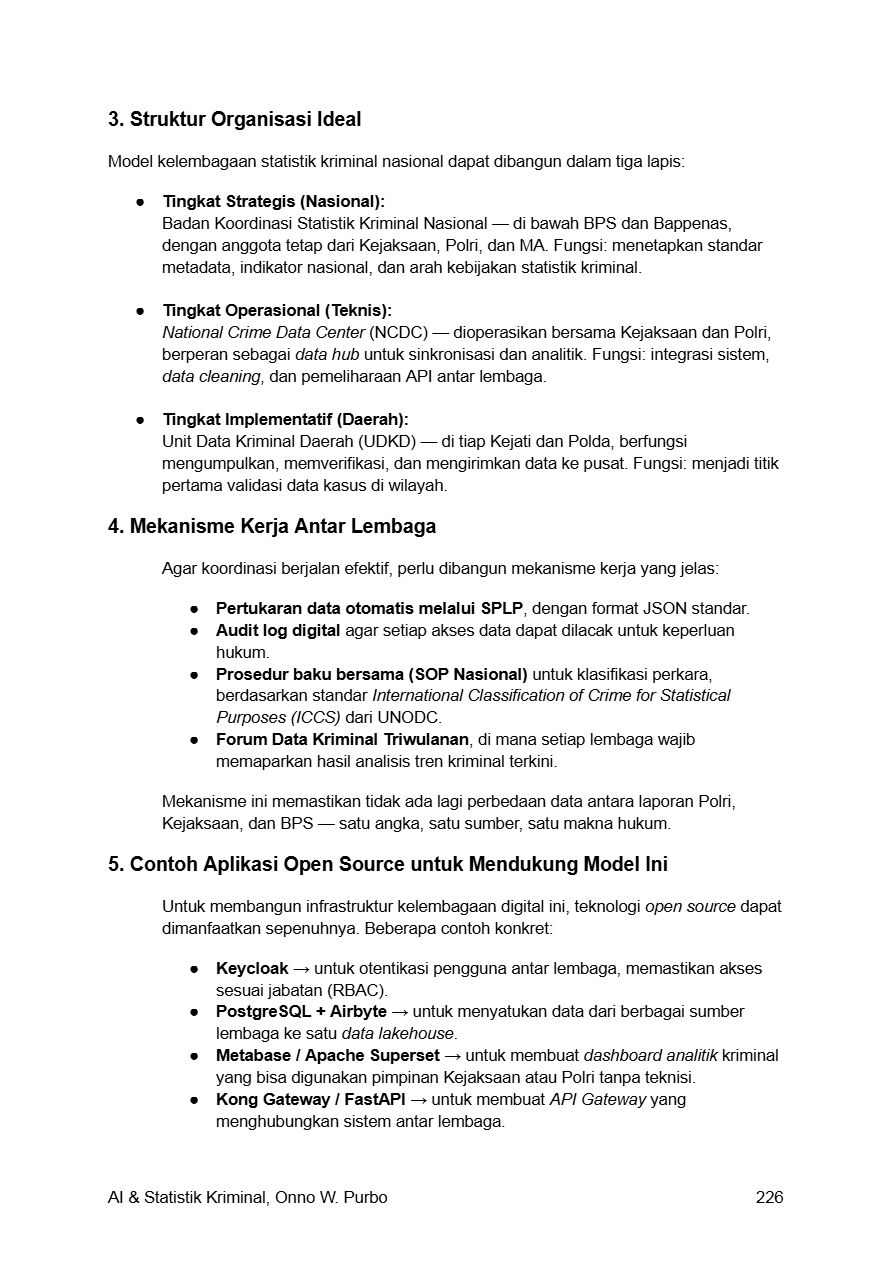 3. Struktur Organisasi Ideal
Model kelembagaan statistik kriminal nasional dapat dibangun dalam tiga lapis:
● Tingkat Strategis (Nasional):
Badan Koordinasi Statistik Kriminal Nasional — di bawah BPS dan Bappenas,
dengan anggota tetap dari Kejaksaan, Polri, dan MA. Fungsi: menetapkan standar
metadata, indikator nasional, dan arah kebijakan statistik kriminal.
● Tingkat Operasional (Teknis):
National Crime Data Center (NCDC) — dioperasikan bersama Kejaksaan dan Polri,
berperan sebagai data hub untuk sinkronisasi dan analitik. Fungsi: integrasi sistem,
data cleaning, dan pemeliharaan API antar lembaga.
● Tingkat Implementatif (Daerah):
Unit Data Kriminal Daerah (UDKD) — di tiap Kejati dan Polda, berfungsi
mengumpulkan, memverifikasi, dan mengirimkan data ke pusat. Fungsi: menjadi titik
pertama validasi data kasus di wilayah.
4. Mekanisme Kerja Antar Lembaga
Agar koordinasi berjalan efektif, perlu dibangun mekanisme kerja yang jelas:
● Pertukaran data otomatis melalui SPLP, dengan format JSON standar.
● Audit log digital agar setiap akses data dapat dilacak untuk keperluan
hukum.
● Prosedur baku bersama (SOP Nasional) untuk klasifikasi perkara,
berdasarkan standar International Classification of Crime for Statistical
Purposes (ICCS) dari UNODC.
● Forum Data Kriminal Triwulanan, di mana setiap lembaga wajib
memaparkan hasil analisis tren kriminal terkini.
Mekanisme ini memastikan tidak ada lagi perbedaan data antara laporan Polri,
Kejaksaan, dan BPS — satu angka, satu sumber, satu makna hukum.
5. Contoh Aplikasi Open Source untuk Mendukung Model Ini
Untuk membangun infrastruktur kelembagaan digital ini, teknologi open source dapat
dimanfaatkan sepenuhnya. Beberapa contoh konkret:
● Keycloak → untuk otentikasi pengguna antar lembaga, memastikan akses
sesuai jabatan (RBAC).
● PostgreSQL + Airbyte → untuk menyatukan data dari berbagai sumber
lembaga ke satu data lakehouse.
● Metabase / Apache Superset → untuk membuat dashboard analitik kriminal
yang bisa digunakan pimpinan Kejaksaan atau Polri tanpa teknisi.
● Kong Gateway / FastAPI → untuk membuat API Gateway yang
menghubungkan sistem antar lembaga.
AI & Statistik Kriminal, Onno W. Purbo 226